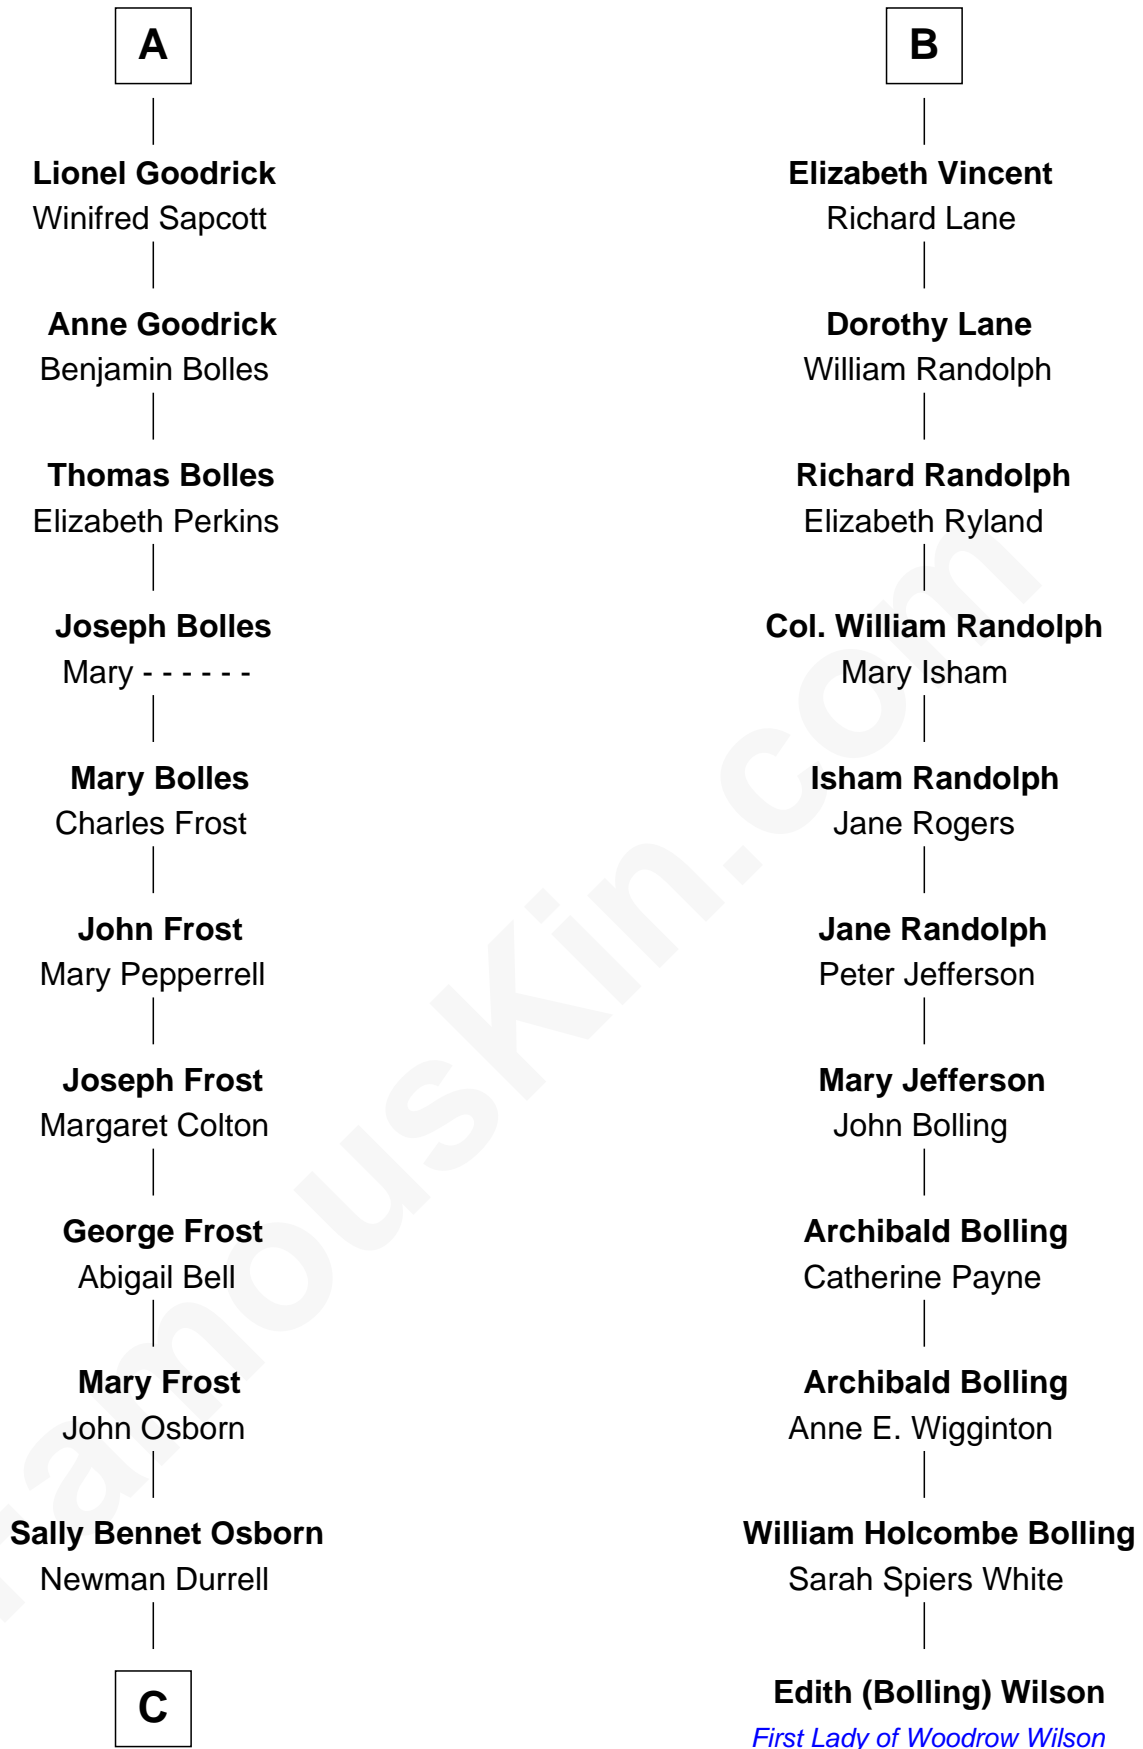 A
Lionel Goodrick
Winifred Sapcott
Anne Goodrick
Benjamin Bolles
Thomas Bolles
Elizabeth Perkins
Joseph Bolles
Mary - - - - - -
Mary Bolles
Charles Frost
John Frost
Mary Pepperrell
Joseph Frost
Margaret Colton
George Frost
Abigail Bell
Mary Frost
John Osborn
Sally Bennet Osborn
Newman Durrell
C
B
Elizabeth Vincent
Richard Lane
Dorothy Lane
William Randolph
Richard Randolph
Elizabeth Ryland
Col. William Randolph
Mary Isham
Isham Randolph
Jane Rogers
Jane Randolph
Peter Jefferson
Mary Jefferson
John Bolling
Archibald Bolling
Catherine Payne
Archibald Bolling
Anne E. Wigginton
William Holcombe Bolling
Sarah Spiers White
Edith (Bolling) Wilson
First Lady of Woodrow Wilson
FamousKin.com